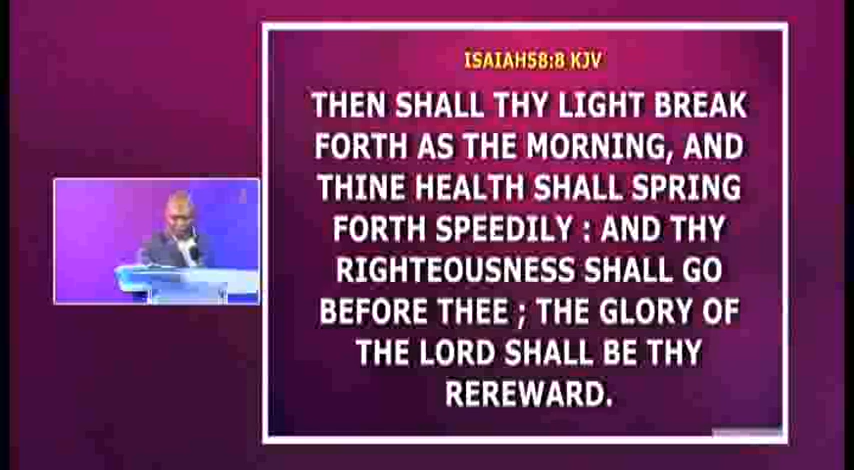 ISAIAH58:8 KJV
THEN SHALL THY LIGHT BREAK
FORTH AS THE MORNING, AND
THINE HEALTH SHALL SPRING
FORTH SPEEDILY : AND THY
RIGHTEOUSNESS SHALL GO
BEFORE THEE ; THE GLORY OF
THE LORD SHALL BE THY
REREWARD.